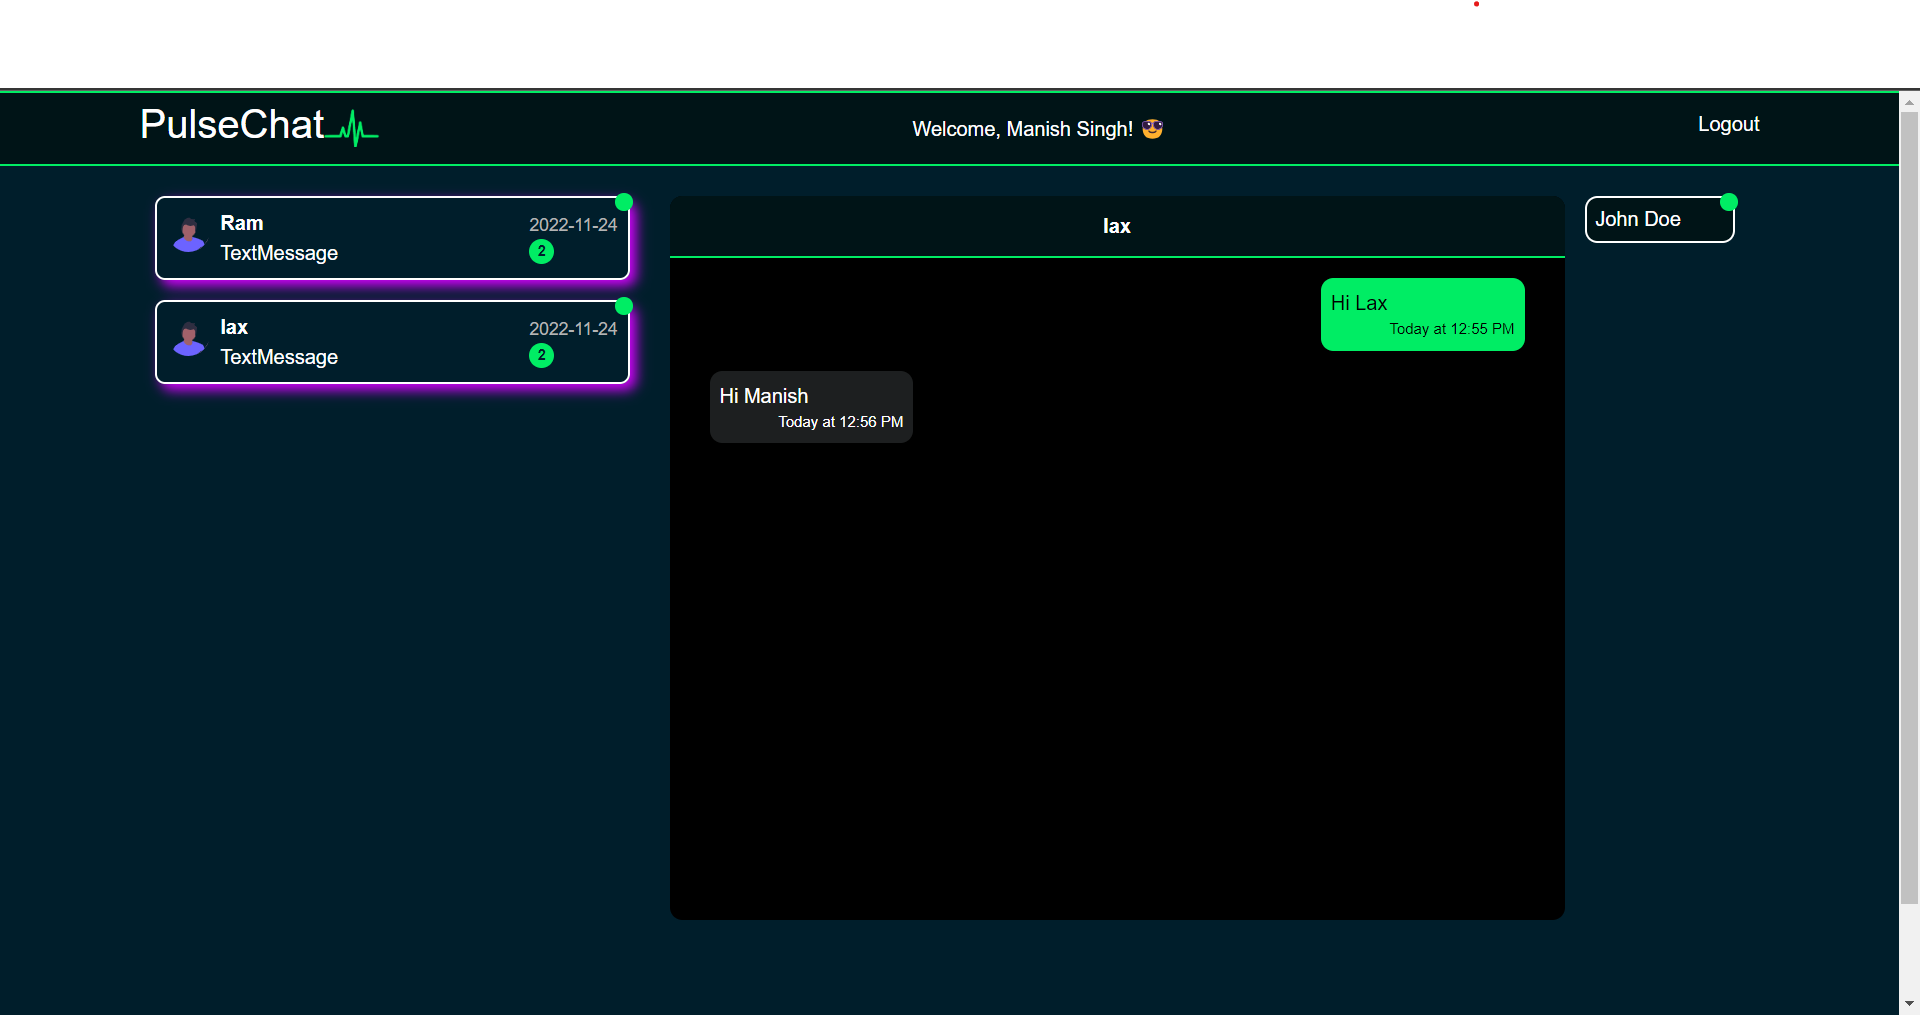 PulseChat
Welcome, Manish Singh! 😎
Logout
Ram
2022-11-24
TextMessage
2
lax
2022-11-24
TextMessage
2
lax
Hi Lax
Today at 12:55 PM
Hi Manish
Today at 12:56 PM
John Doe